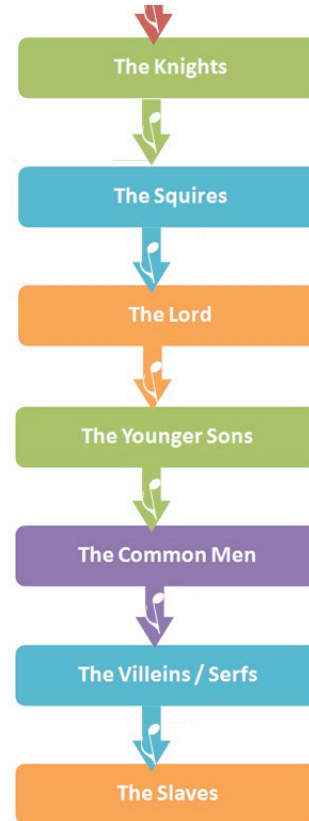 The Knights
The Squires
The Lord
The Younger Sons
The Common Men
The Villeins / Serfs
The Slaves